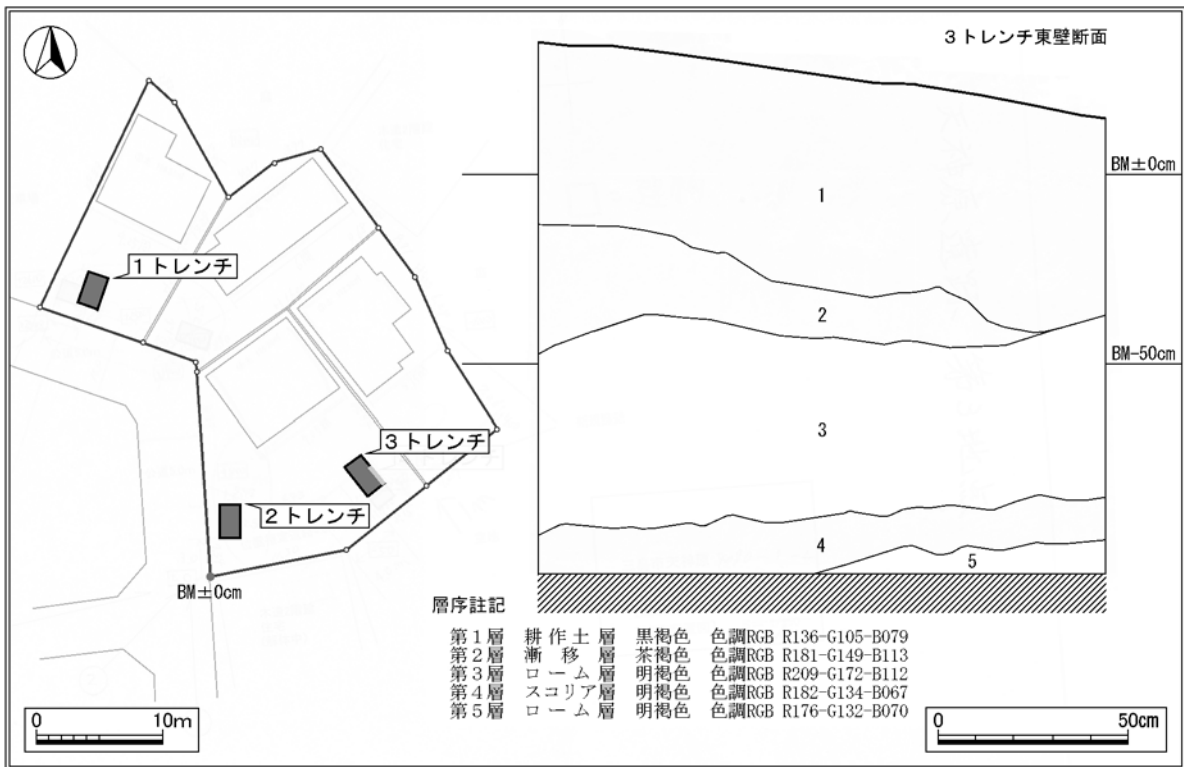 3トレンチ東壁断面
BM±0cm
1
1トレンチ
2
BM-50cm
3
3トレンチ
2トレンチ
4
5
BM±0cm
層序註記
第1層 耕作土層 黒褐色 色調RGB R136-G105-B079
第2層 漸移層 茶褐色 色調RGB R181-G149-B113
第3層 ローム層 明褐色 色調RGB R209-G172-B112
第4層 スコリア層 明褐色 色調RGB R182-G134-B067
第5層 ローム層 明褐色 色調RGB R176-G132-B070
0 10m
0 50cm